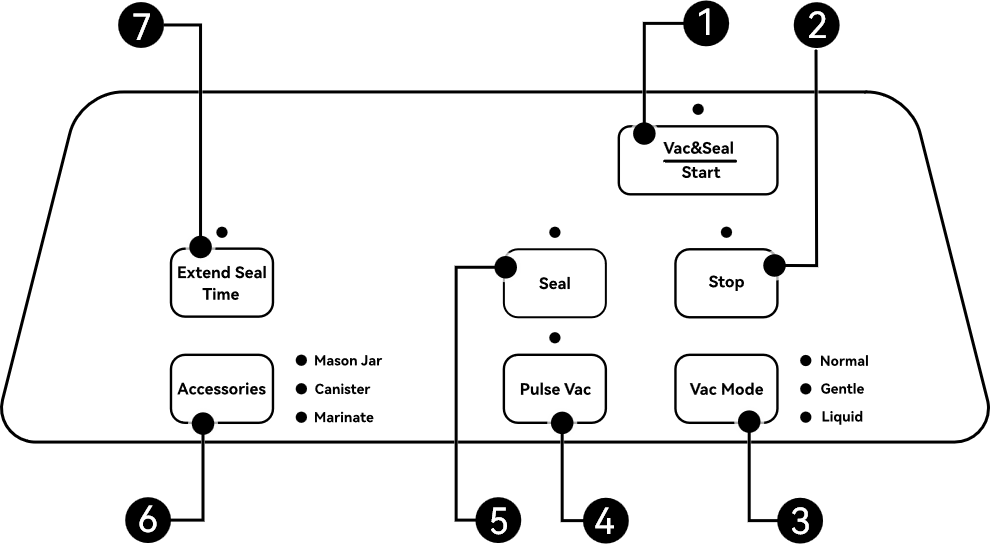 7
1
2
Vac&Seal
Start
Extend Seal
Time
Seal
Stop
Accessories
Mason Jar
Canister
Marinate
Pulse Vac
Vac Mode
Normal
Gentle
Liquid
6
5
4
3